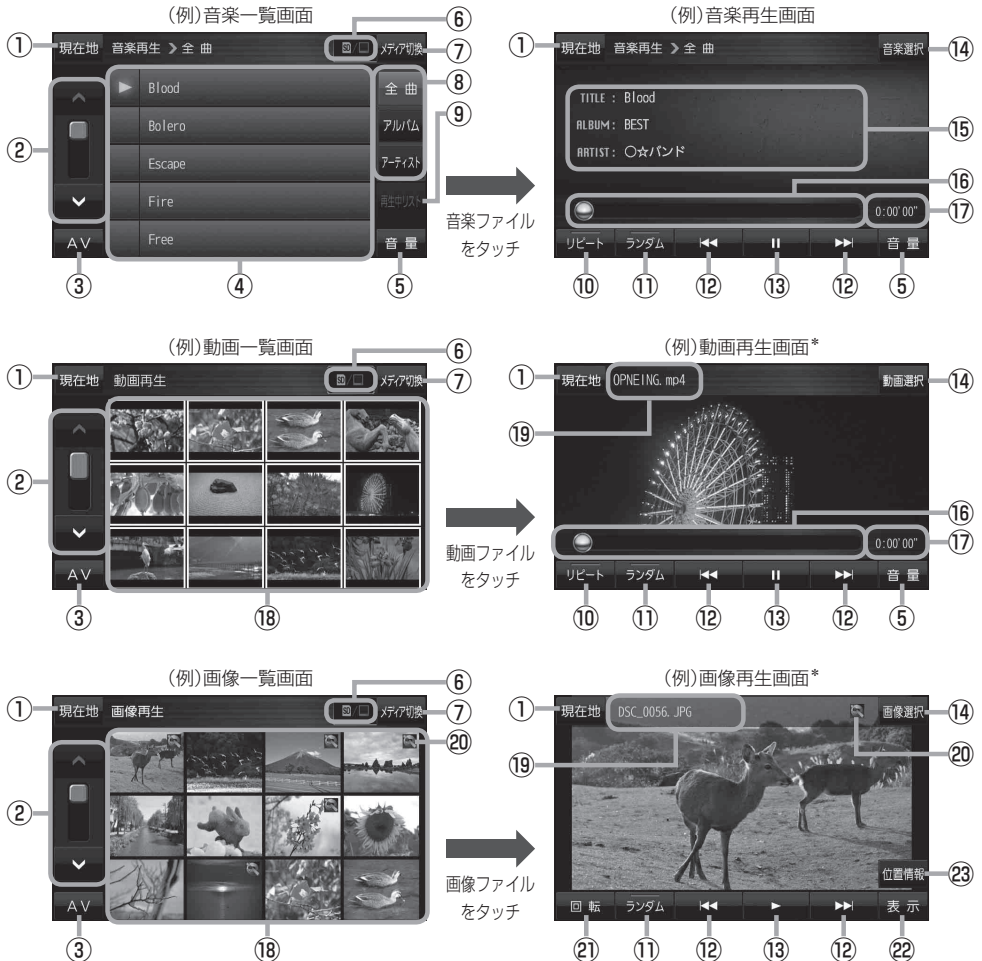 (例)音楽一覧画面
(例)音楽再生画面
⑥
① 現在地 音楽再生 全 曲 SD/ メディア切換 ⑦
① 現在地 音楽再生 全 曲 音楽選択 ⑭
Blood 全 曲 ⑧
TITLE : Blood
Bolero アルバム ⑨
ALBUM : BEST ⑮
② Escape アーティスト
ARTIST : ○☆バンド
Fire 再生中リスト
⑯
音楽ファイル
0:00'00" ⑰
をタッチ
AV Free 音 量
リピート ランダム 音 量
③ ④ ⑤
⑩ ⑪ ⑫ ⑬ ⑫ ⑤
(例)動画一覧画面
(例)動画再生画面*
⑥
① 現在地 動画再生 SD/ メディア切換 ⑦
① 現在地 OPNEING.mp4 動画選択 ⑭
⑲
②
⑯
動画ファイル
0:00'00" ⑰
をタッチ
AV
リピート ランダム 音 量
③ ⑱
⑩ ⑪ ⑫ ⑬ ⑫ ⑤
(例)画像一覧画面
(例)画像再生画面*
⑥
① 現在地 画像再生 SD/ メディア切換 ⑦
① 現在地 DSC_0056.JPG 画像選択 ⑭
⑳
⑲ ⑳
②
画像ファイル
位置情報 ㉓
をタッチ
AV
回 転 ランダム 表 示
③ ⑱
㉑ ⑪ ⑫ ⑬ ⑫ ㉒